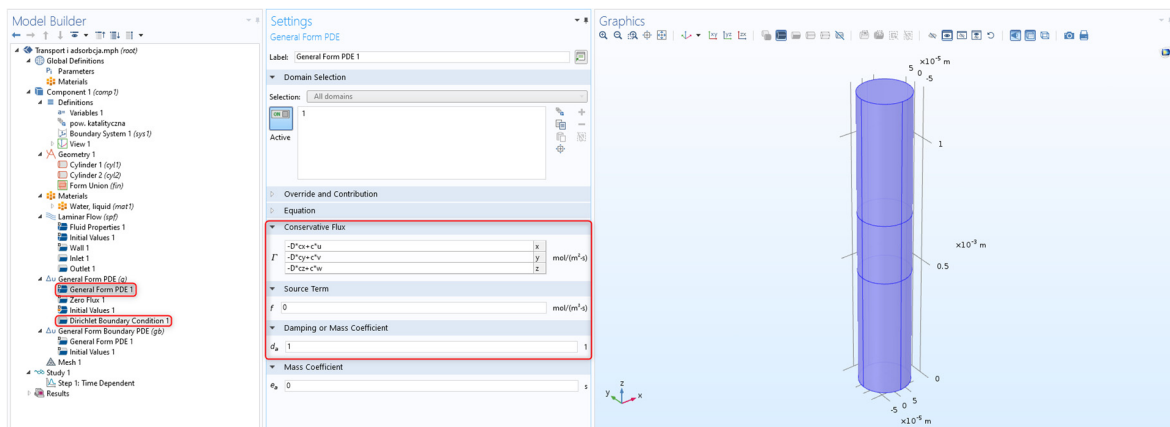 Model Builder
Transport i adsorbcja.mph (root)
Global Definitions
Pi Parameters
Materials
Component 1 (comp1)
Definitions
a= Variables 1
pow. katalityczna
Boundary System 1 (sys1)
View 1
Geometry 1
Cylinder 1 (cyl1)
Cylinder 2 (cyl2)
Form Union (fin)
Materials
Water, liquid (mat1)
Laminar Flow (spf)
Fluid Properties 1
Initial Values 1
Wall 1
Inlet 1
Outlet 1
Δu General Form PDE (g)
General Form PDE 1
Zero Flux 1
Initial Values 1
Dirichlet Boundary Condition 1
Δu General Form Boundary PDE (gb)
General Form PDE 1
Initial Values 1
Mesh 1
Study 1
Step 1: Time Dependent
Results
Settings
General Form PDE
Label: General Form PDE 1
Domain Selection
Selection: All domains
ON
1
Active
Override and Contribution
Equation
Conservative Flux
-D*cx+c*u x
Γ -D*cy+c*v y mol/(m²·s)
-D*cz+c*w z
Source Term
f 0 mol/(m³·s)
Damping or Mass Coefficient
da 1 1
Mass Coefficient
ea 0 s
Graphics
×10⁻⁵ m
5 0 -5
1
×10⁻³ m
0.5
0
-5 0 5
×10⁻⁵ m
z
y x